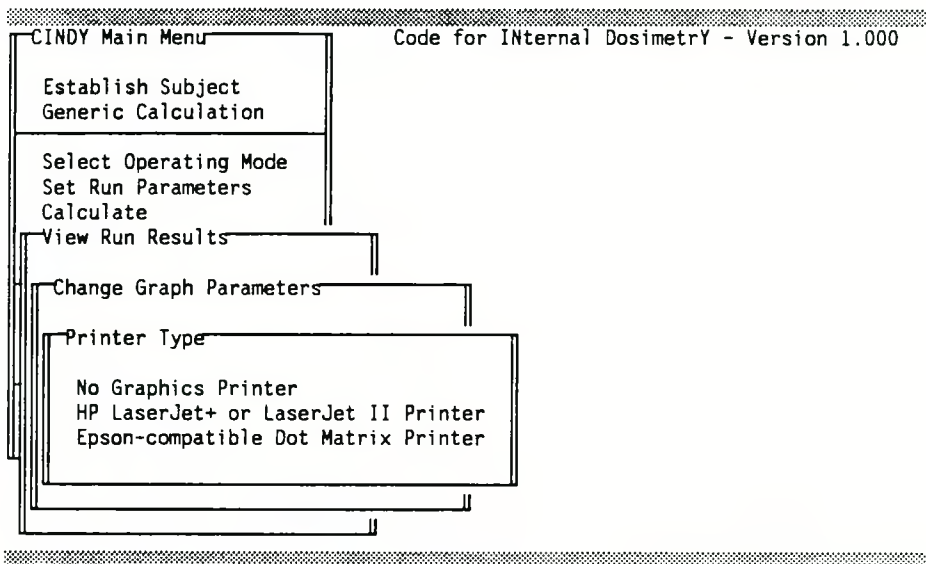 CINDY Main Menu Code for INternal DosimetrY - Version 1.000
Establish Subject
Generic Calculation
Select Operating Mode
Set Run Parameters
Calculate
View Run Results
Change Graph Parameters
Printer Type
No Graphics Printer
HP LaserJet+ or LaserJet II Printer
Epson-compatible Dot Matrix Printer